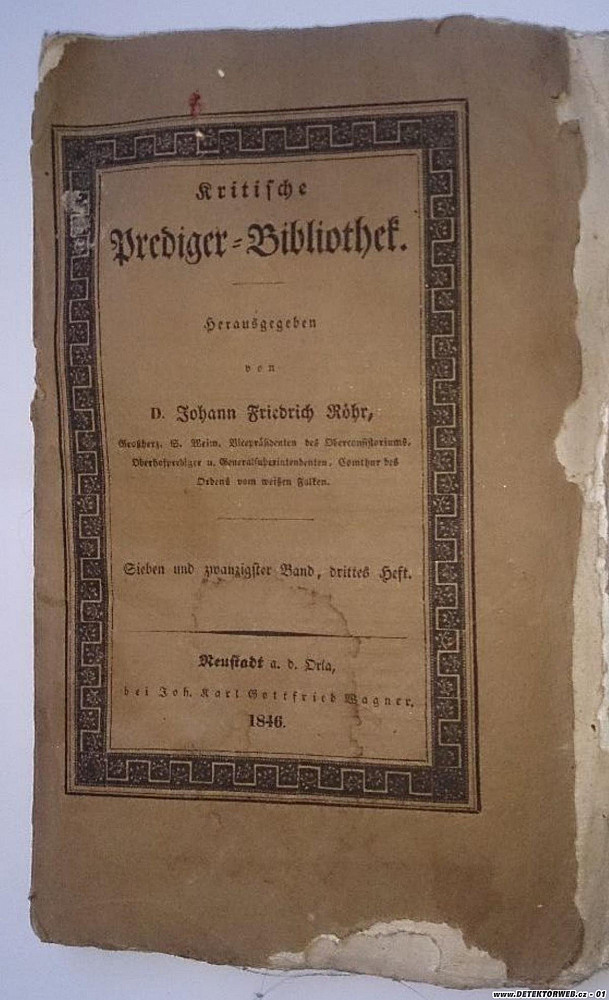 Kritische
Prediger=Bibliothek.
Herausgegeben
von
D. Johann Friedrich Röhr,
Großherz. S. Weim. Vicepräsidenten des Oberconsistoriums,
Oberhofprediger u. Generalsuperintendenten, Comthur des
Ordens vom weißen Falken.
Sieben und zwanzigster Band, drittes Heft.
Neustadt a. d. Orla,
bei Joh. Karl Gottfried Wagner.
1846.
www.DETEKTORWEB.cz - 01